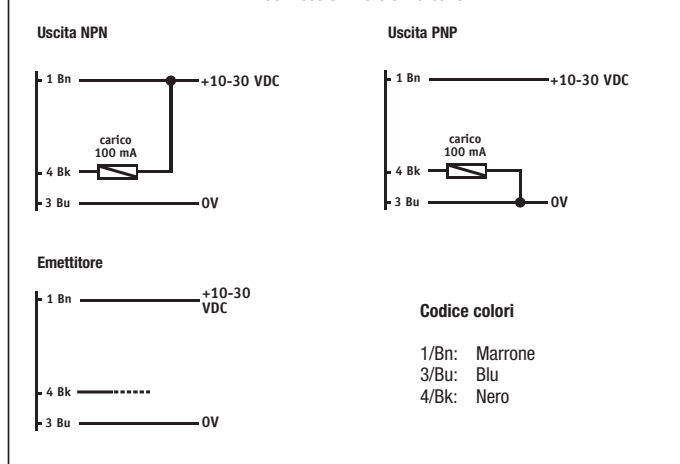 Uscita NPN
1 Bn
+10-30 VDC
carico
100 mA
4 Bk
3 Bu
0V
Uscita PNP
1 Bn
+10-30 VDC
carico
100 mA
4 Bk
3 Bu
0V
Emettitore
1 Bn
+10-30
VDC
4 Bk
3 Bu
0V
Codice colori
1/Bn: Marrone
3/Bu: Blu
4/Bk: Nero